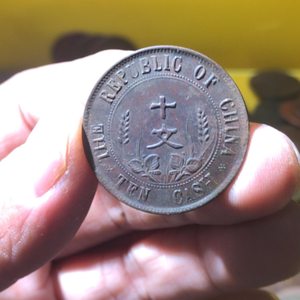 THE REPUBLIC OF CHINA
十
文
TEN CASH